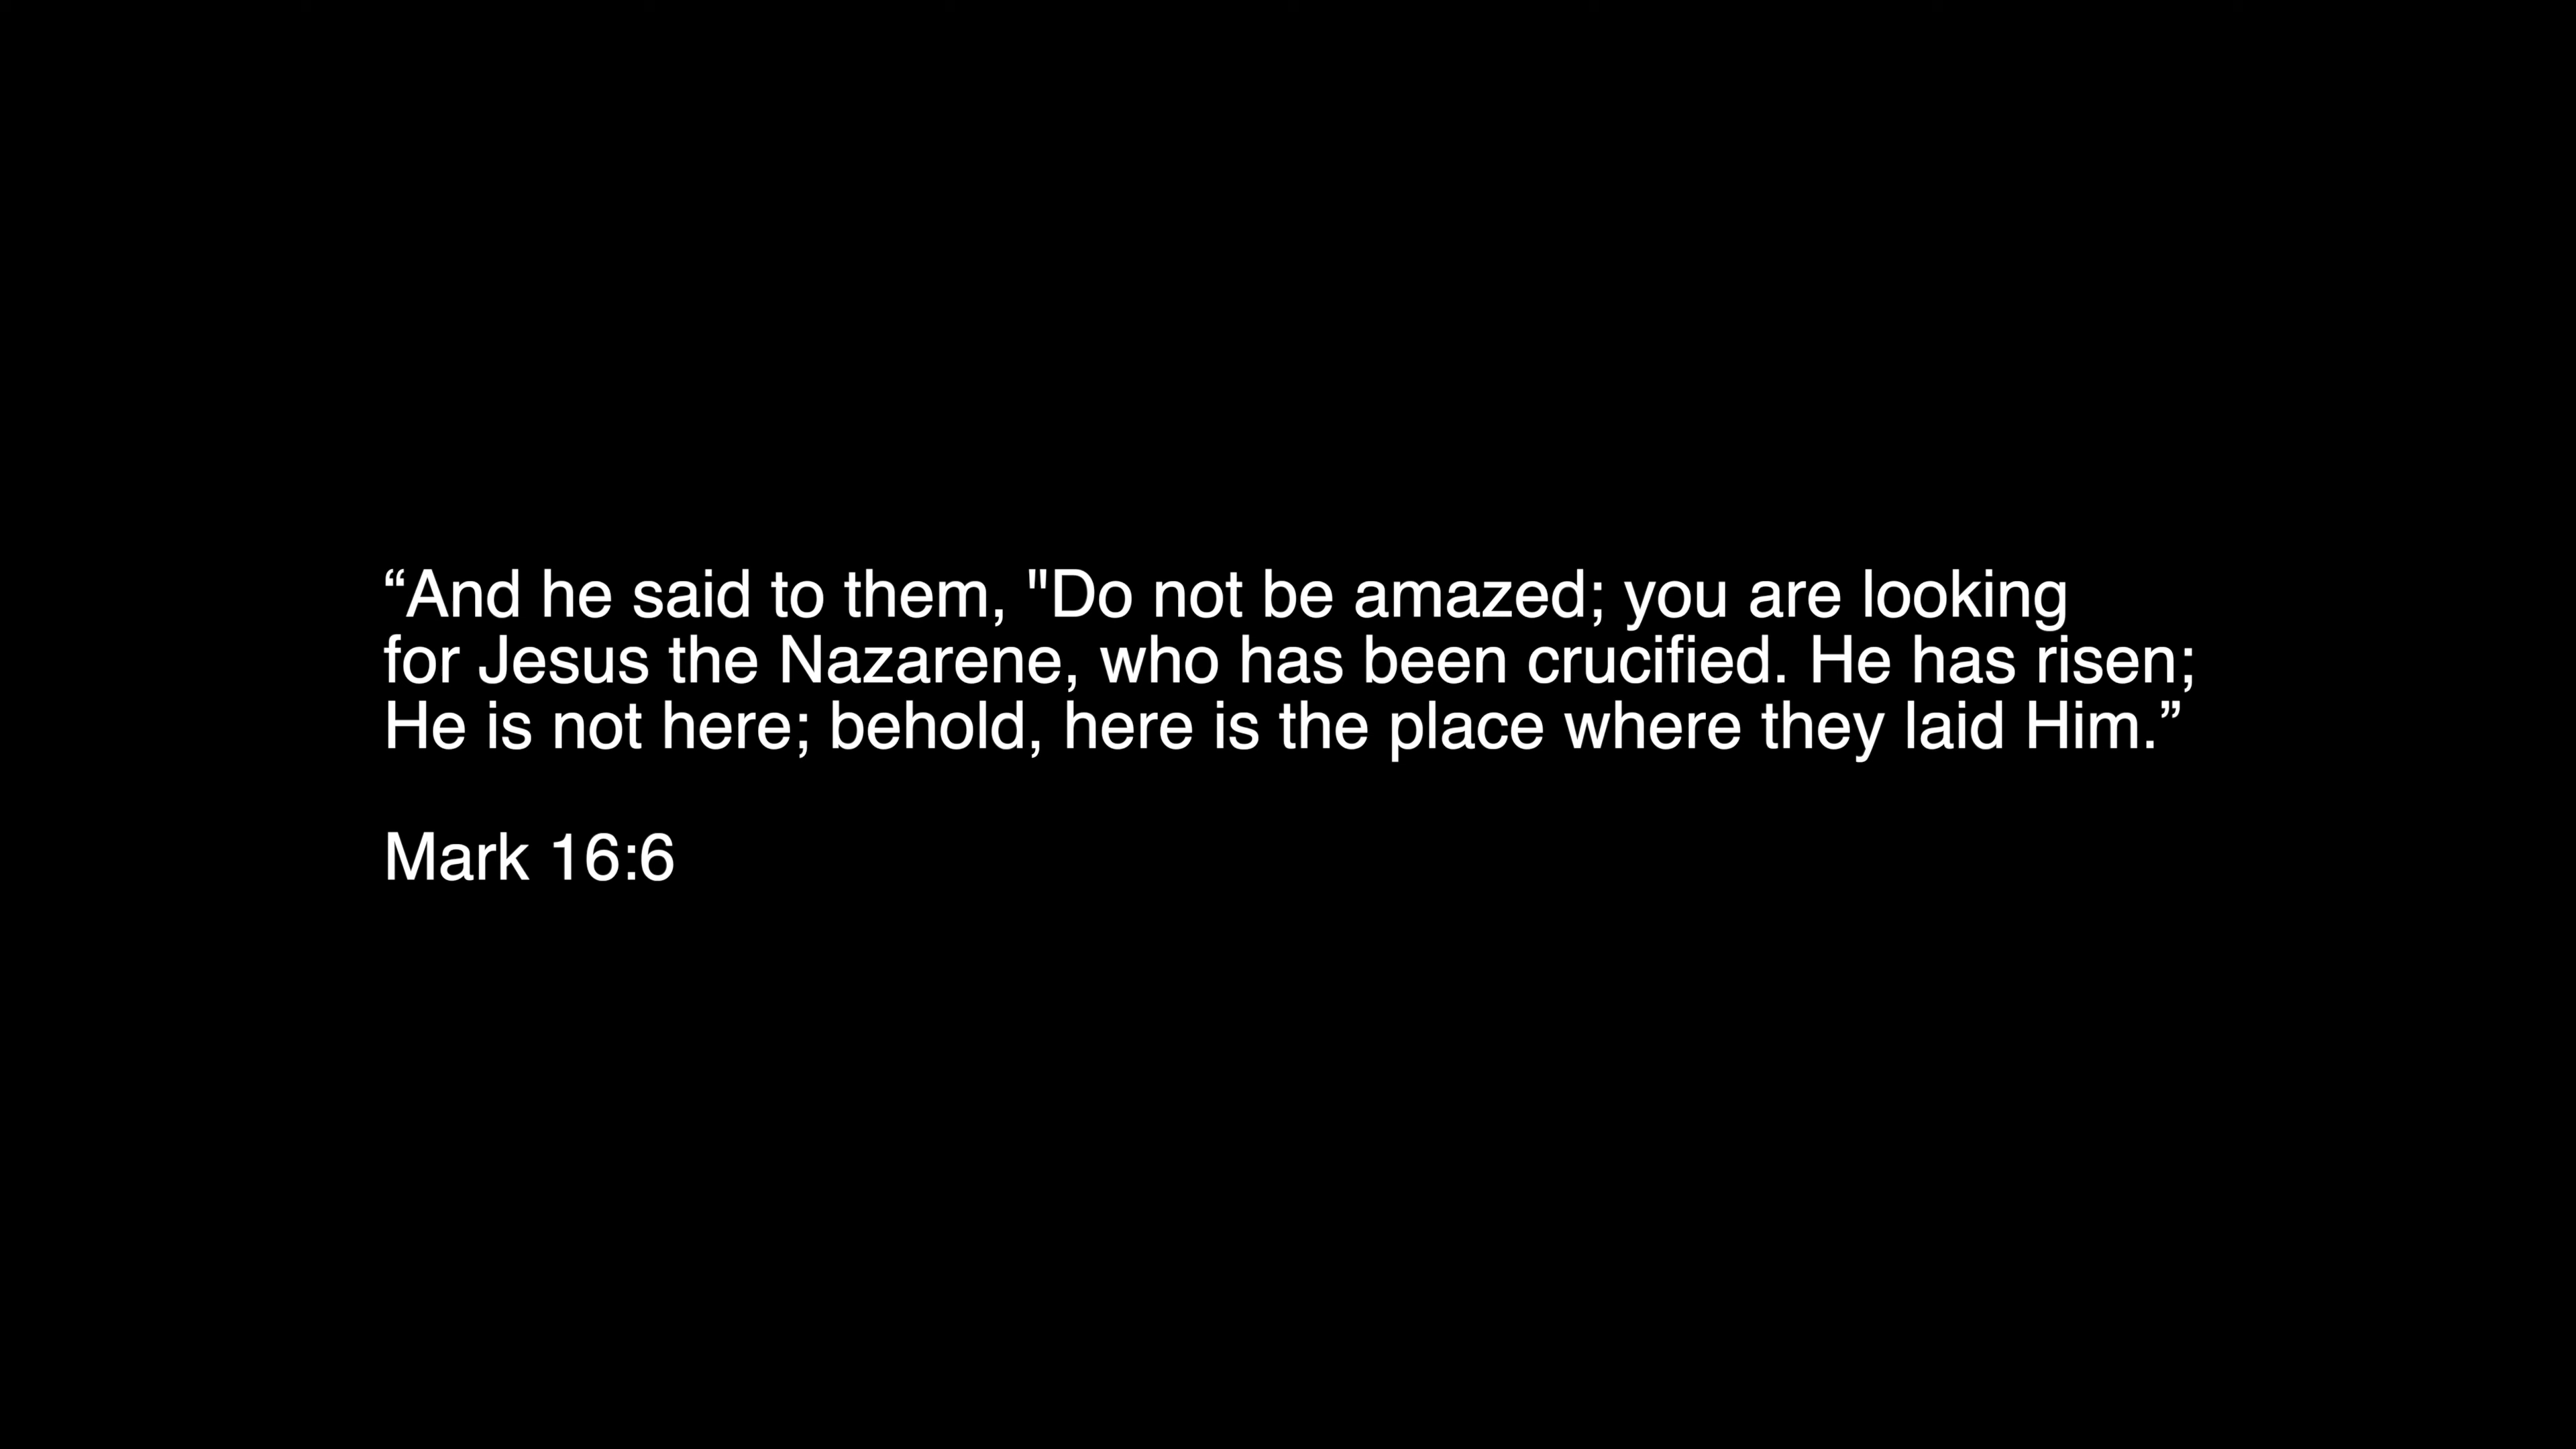 “And he said to them, "Do not be amazed; you are looking
for Jesus the Nazarene, who has been crucified. He has risen;
He is not here; behold, here is the place where they laid Him.”
Mark 16:6